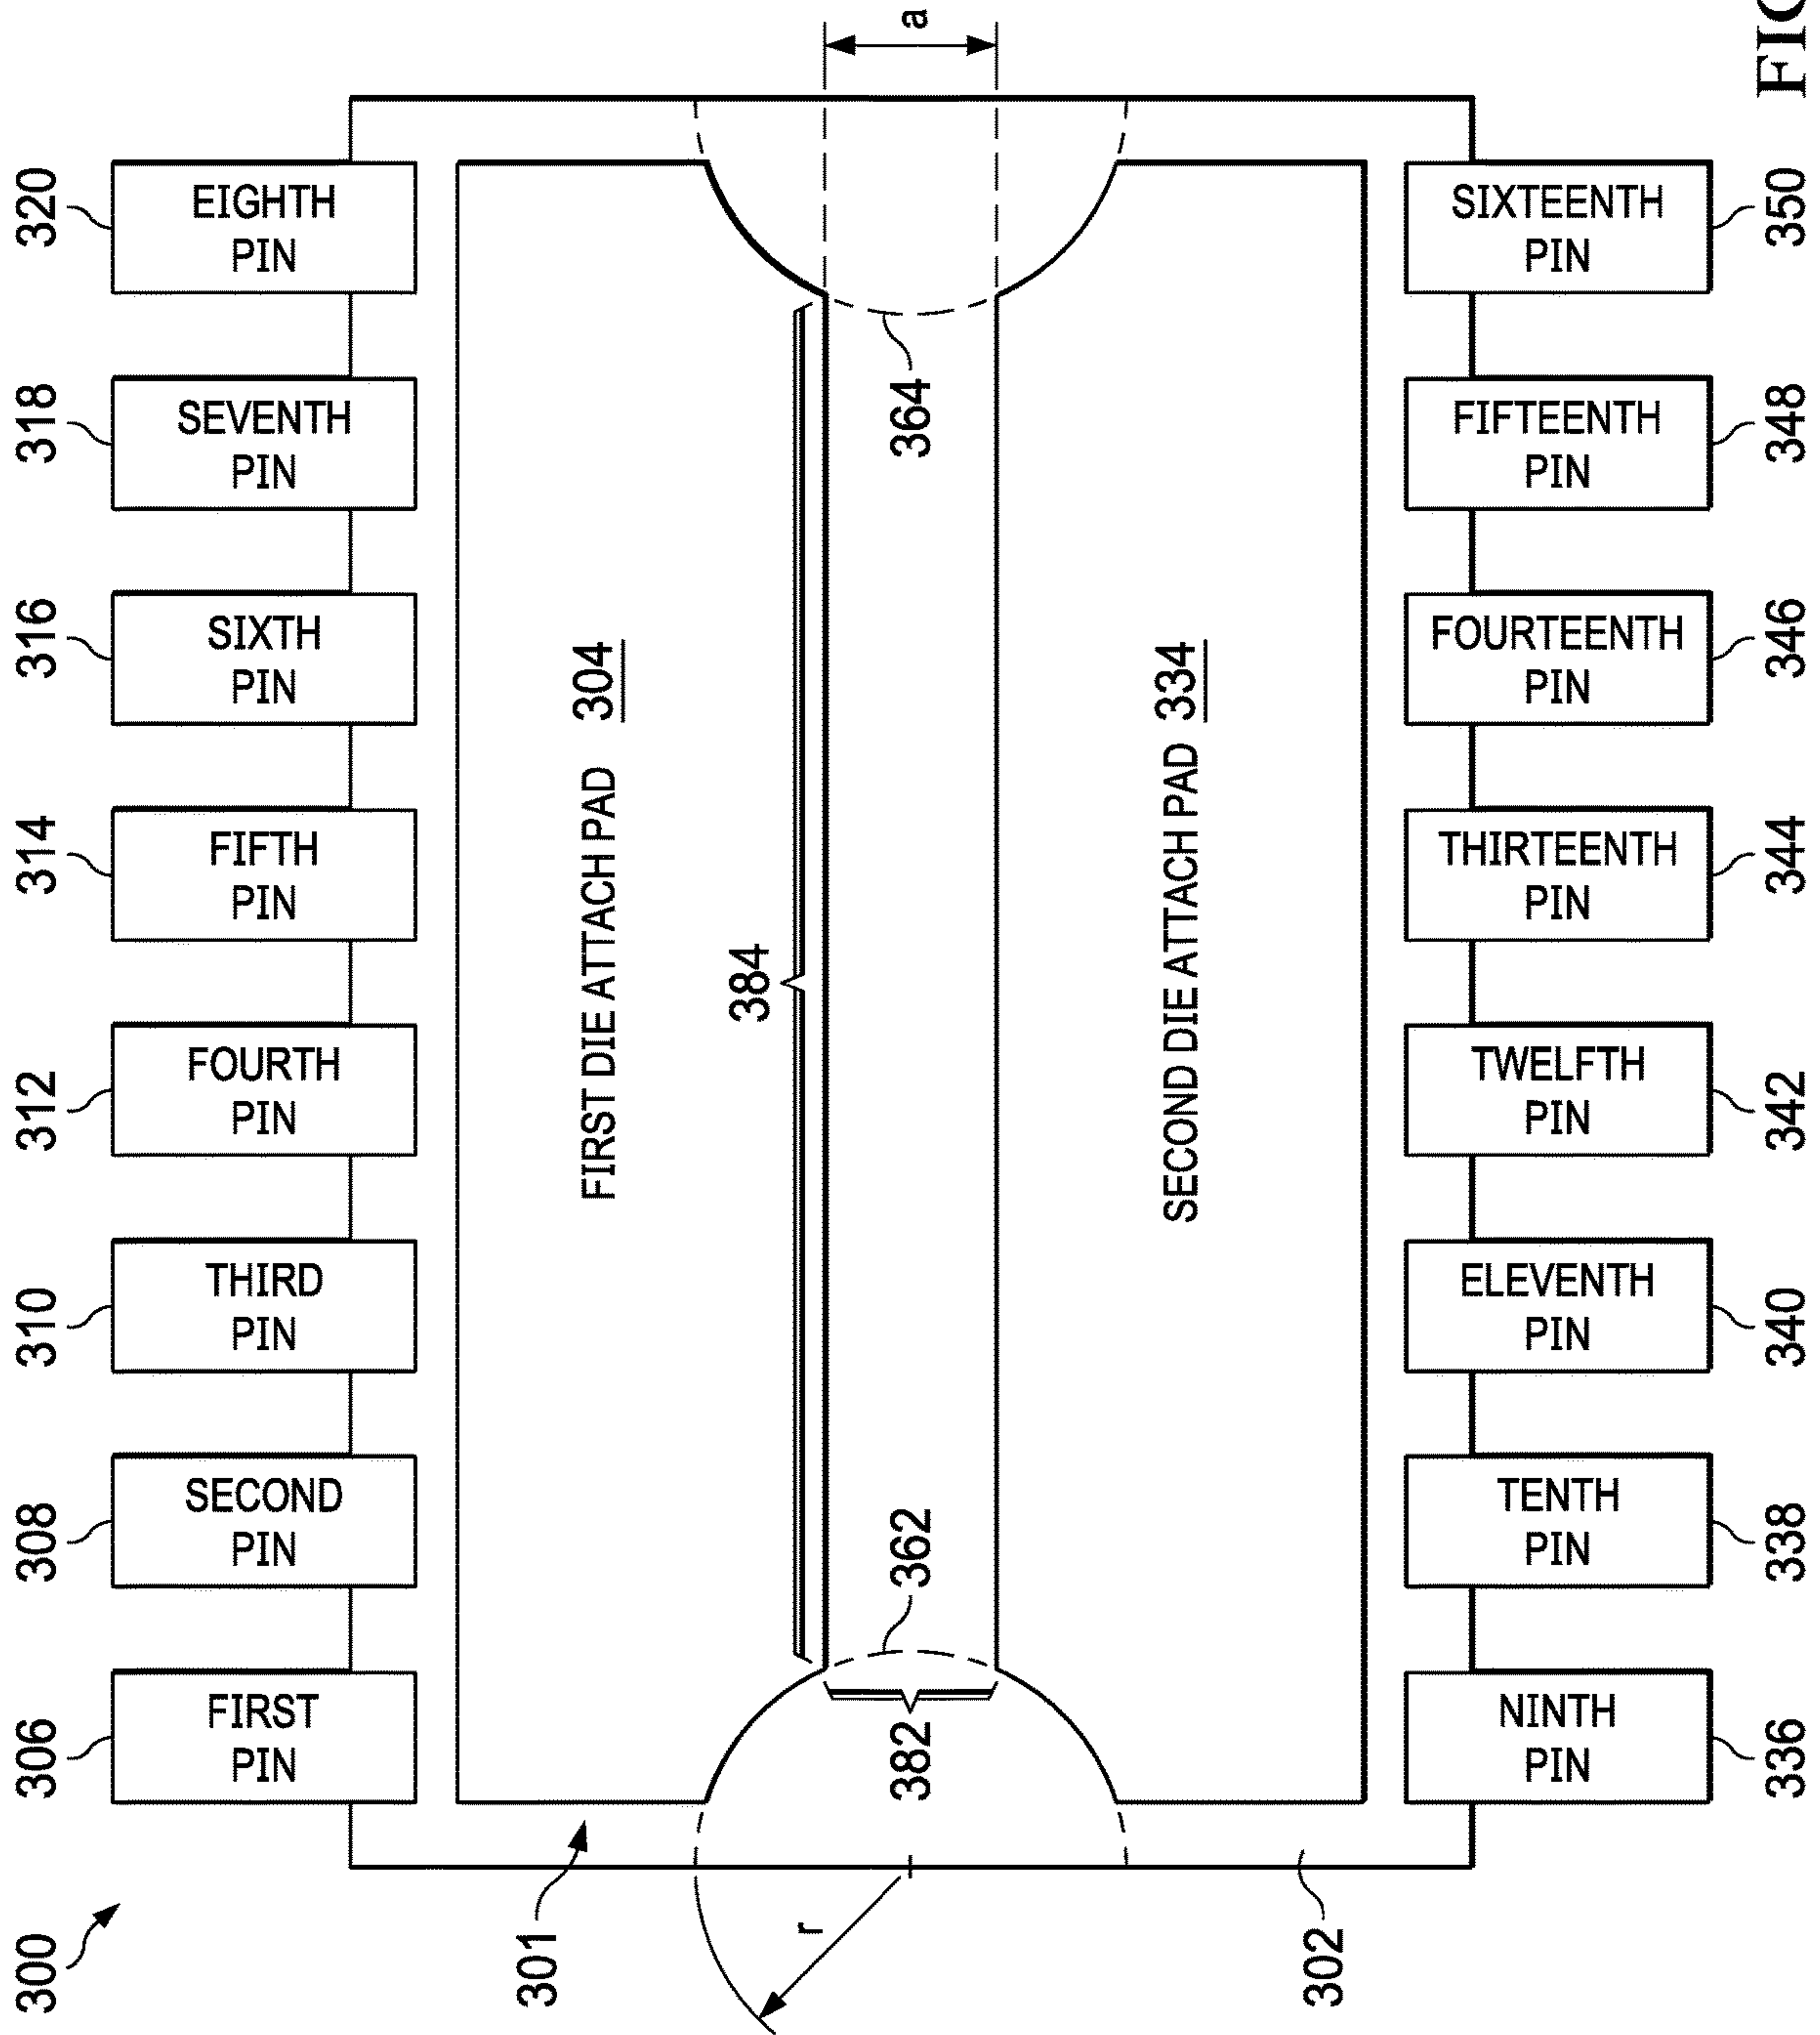 300
320
318
316
314
312
310
308
306
EIGHTH
PIN
SEVENTH
PIN
SIXTH
PIN
FIFTH
PIN
FOURTH
PIN
THIRD
PIN
SECOND
PIN
FIRST
PIN
301
FIRST DIE ATTACH PAD 304
384
r
382
362
364
a
SECOND DIE ATTACH PAD 334
302
SIXTEENTH
PIN
FIFTEENTH
PIN
FOURTEENTH
PIN
THIRTEENTH
PIN
TWELFTH
PIN
ELEVENTH
PIN
TENTH
PIN
NINTH
PIN
350
348
346
344
342
340
338
336